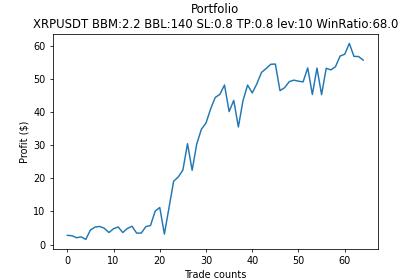 Portfolio
XRPUSDT BBM:2.2 BBL:140 SL:0.8 TP:0.8 lev:10 WinRatio:68.0
60
50
40
30
20
10
0
Profit ($)
0 10 20 30 40 50 60
Trade counts